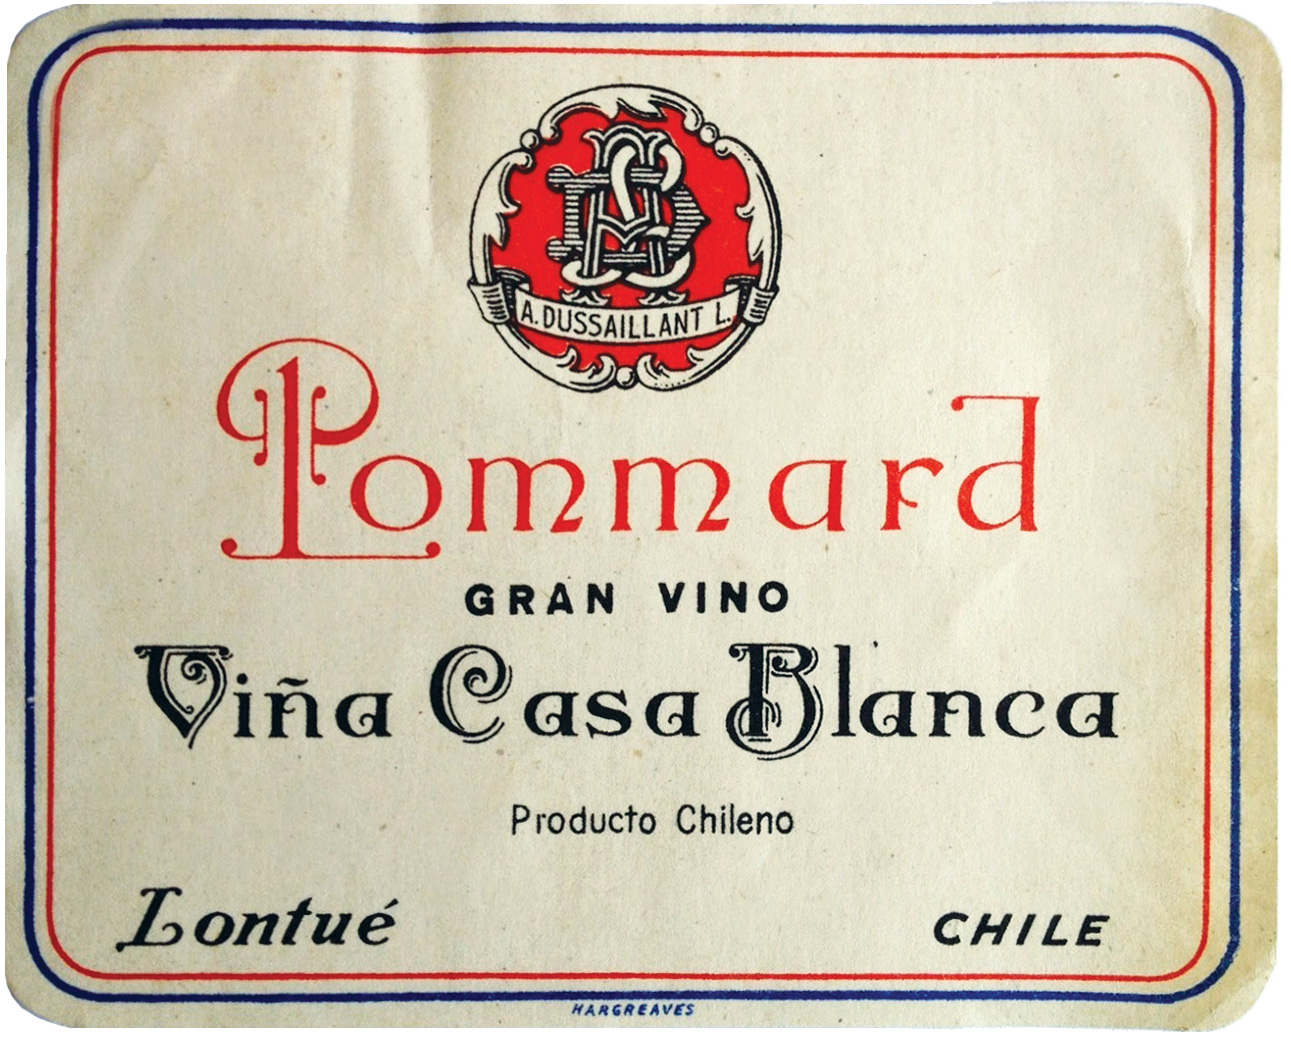 A. DUSSAILLANT L.
Pommard
GRAN VINO
Viña Casa Blanca
Producto Chileno
Lontué
CHILE
HARGREAVES